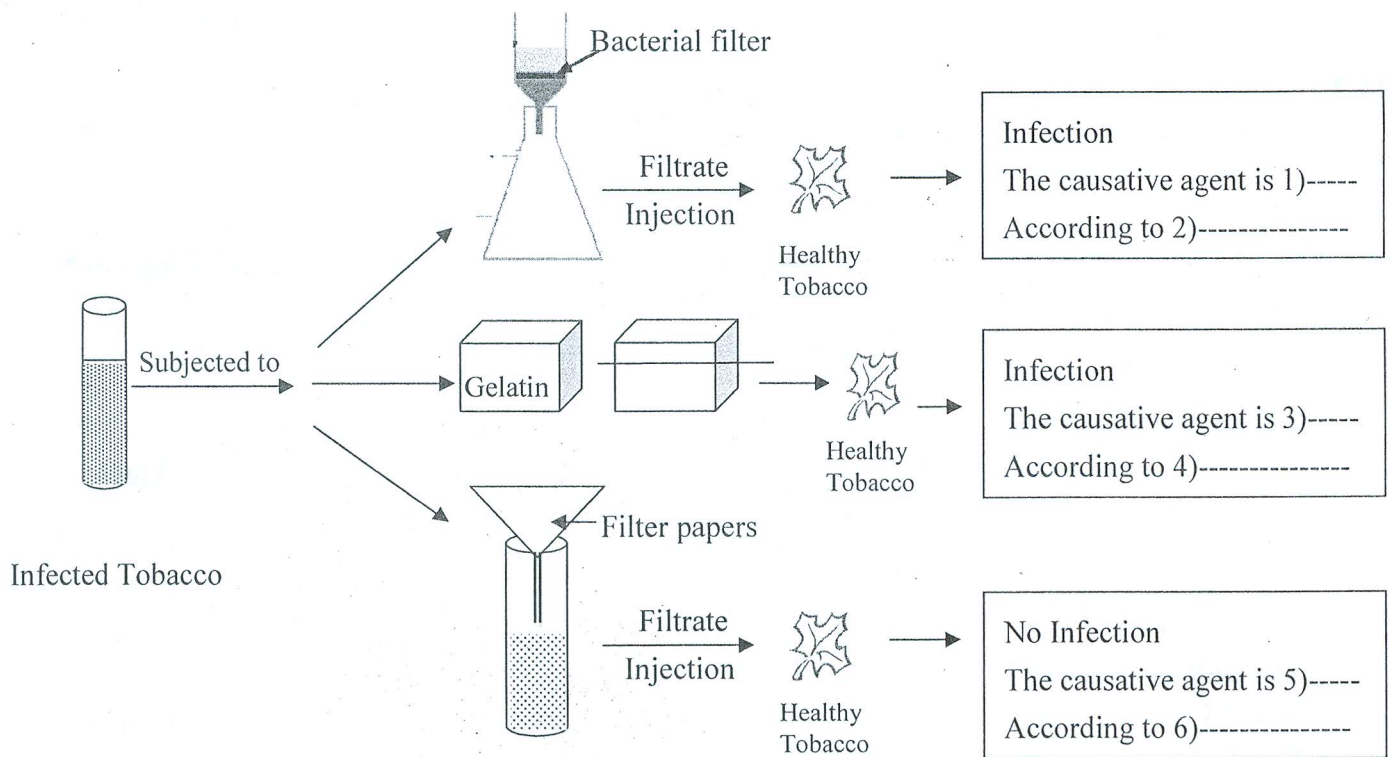 Bacterial filter
Filtrate
Injection
Healthy
Tobacco
Infection
The causative agent is 1)-----
According to 2)---------------
Subjected to
Gelatin
Healthy
Tobacco
Infection
The causative agent is 3)-----
According to 4)---------------
Infected Tobacco
Filter papers
Filtrate
Injection
Healthy
Tobacco
No Infection
The causative agent is 5)-----
According to 6)---------------